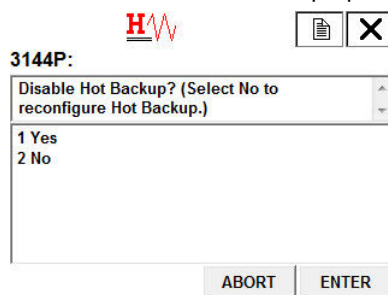 H
3144P:
Disable Hot Backup? (Select No to
reconfigure Hot Backup.)
1 Yes
2 No
ABORT ENTER